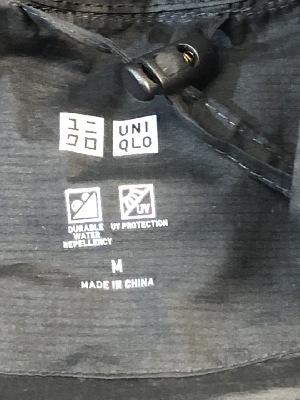 ユニ UNI
クロ QLO
DURABLE WATER REPELLENCY UV PROTECTION
UV
M
MADE IN CHINA